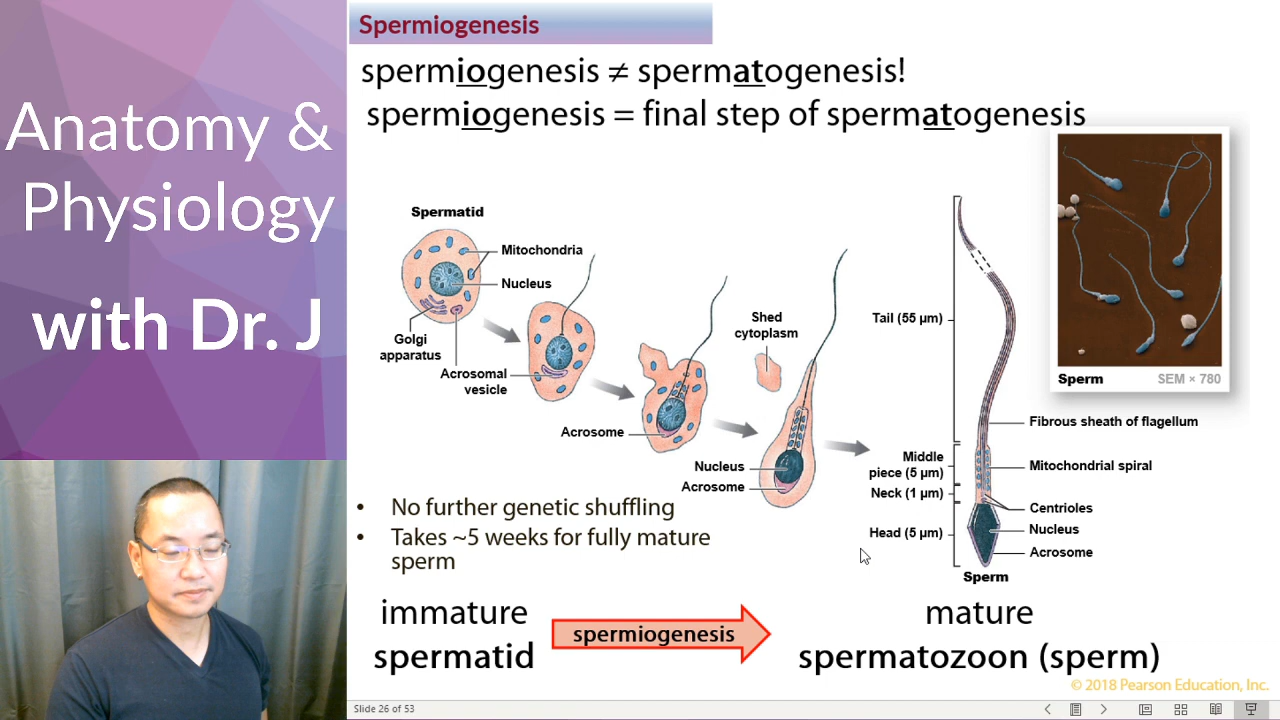 Anatomy &
Physiology
with Dr. J
Spermiogenesis
spermiogenesis ≠ spermatogenesis!
spermiogenesis = final step of spermatogenesis
Spermatid
Mitochondria
Nucleus
Golgi
apparatus
Acrosomal
vesicle
Acrosome
Shed
cytoplasm
Nucleus
Acrosome
Tail (55 µm)
Middle
piece (5 µm)
Neck (1 µm)
Head (5 µm)
Fibrous sheath of flagellum
Mitochondrial spiral
Centrioles
Nucleus
Acrosome
Sperm
Sperm SEM × 780
• No further genetic shuffling
• Takes ~5 weeks for fully mature
sperm
immature
spermatid
spermiogenesis
mature
spermatozoon (sperm)
© 2018 Pearson Education, Inc.
Slide 26 of 53